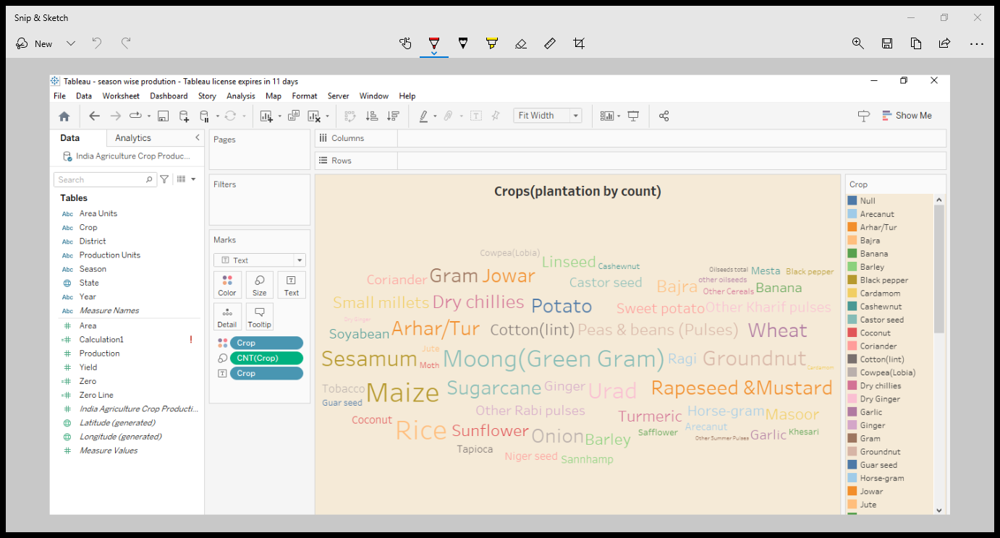 Snip & Sketch
New
Tableau - season wise prodution - Tableau license expires in 11 days
File Data Worksheet Dashboard Story Analysis Map Format Server Window Help
Fit Width
Show Me
Data Analytics
India Agriculture Crop Produc...
Search
Tables
Abc Area Units
Abc Crop
Abc District
Abc Production Units
Abc Season
State
Abc Year
Abc Measure Names
Area
Calculation1 !
Production
Yield
Zero
Zero Line
India Agriculture Crop Producti...
Latitude (generated)
Longitude (generated)
Measure Values
Pages
Filters
Marks
Text
Color Size Text
Detail Tooltip
Crop
CNT(Crop)
Crop
Columns
Rows
Crops(plantation by count)
Cowpea(Lobia) Linseed Cashewnut
Oilseeds total Mesta Black pepper
Coriander Gram Jowar Castor seed Bajra other oilseeds
Other Cereals Banana
Small millets Dry chillies Potato Sweet potato Other Kharif pulses
Dry Ginger
Soyabean Arhar/Tur Cotton(lint) Peas & beans (Pulses) Wheat
Jute
Sesamum Moth Moong(Green Gram) Ragi Groundnut Cardamom
Tobacco Maize Sugarcane Ginger Urad Rapeseed &Mustard
Guar seed
Other Rabi pulses Turmeric Horse-gram Masoor
Coconut Rice Sunflower Onion Barley Safflower Arecanut Other Summer Pulses Garlic Khesari
Tapioca Niger seed Sannhamp
Crop
Null
Arecanut
Arhar/Tur
Bajra
Banana
Barley
Black pepper
Cardamom
Cashewnut
Castor seed
Coconut
Coriander
Cotton(lint)
Cowpea(Lobia)
Dry chillies
Dry Ginger
Garlic
Ginger
Gram
Groundnut
Guar seed
Horse-gram
Jowar
Jute